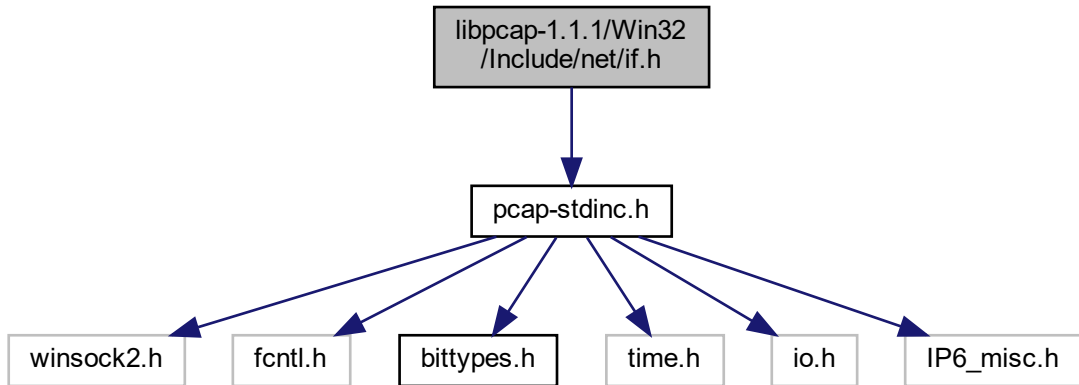 libpcap-1.1.1/Win32
/Include/net/if.h
pcap-stdinc.h
winsock2.h
fcntl.h
bittypes.h
time.h
io.h
IP6_misc.h